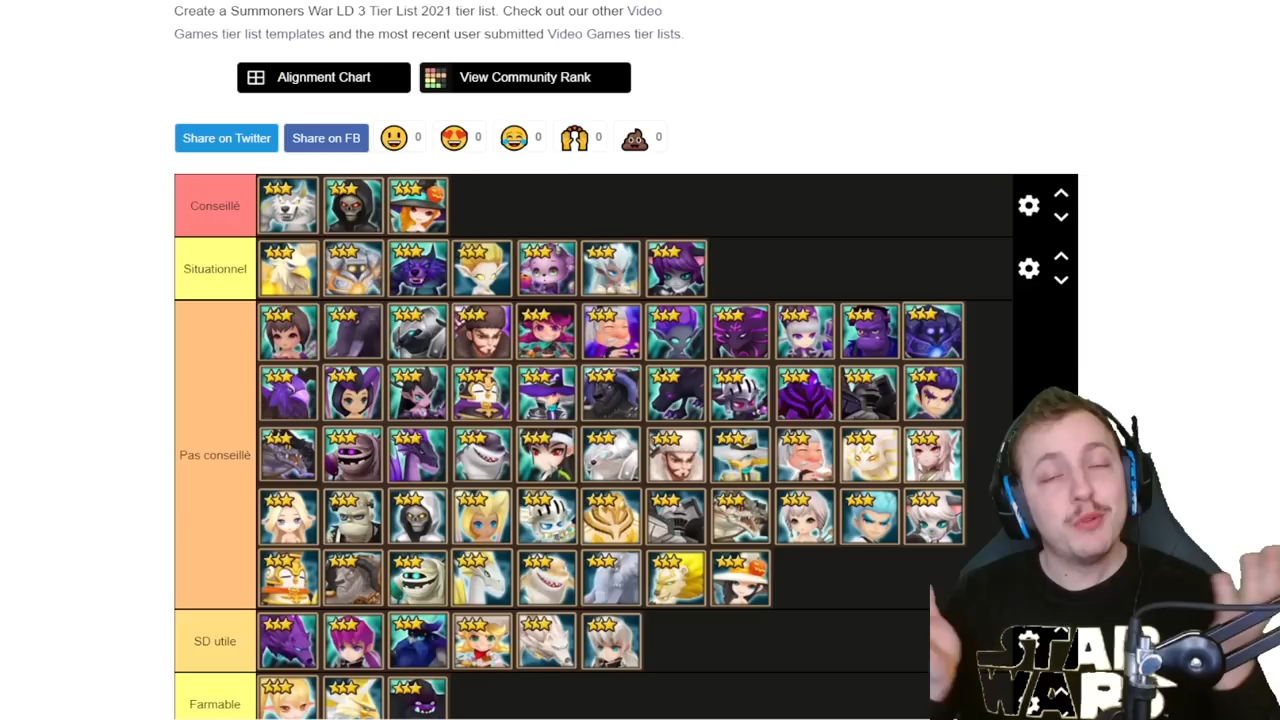 Create a Summoners War LD 3 Tier List 2021 tier list. Check out our other Video
Games tier list templates and the most recent user submitted Video Games tier lists.
Alignment Chart
View Community Rank
Share on Twitter
Share on FB
0
0
0
0
0
Conseillé
Situationnel
Pas conseillé
SD utile
Farmable
STAR
WARS